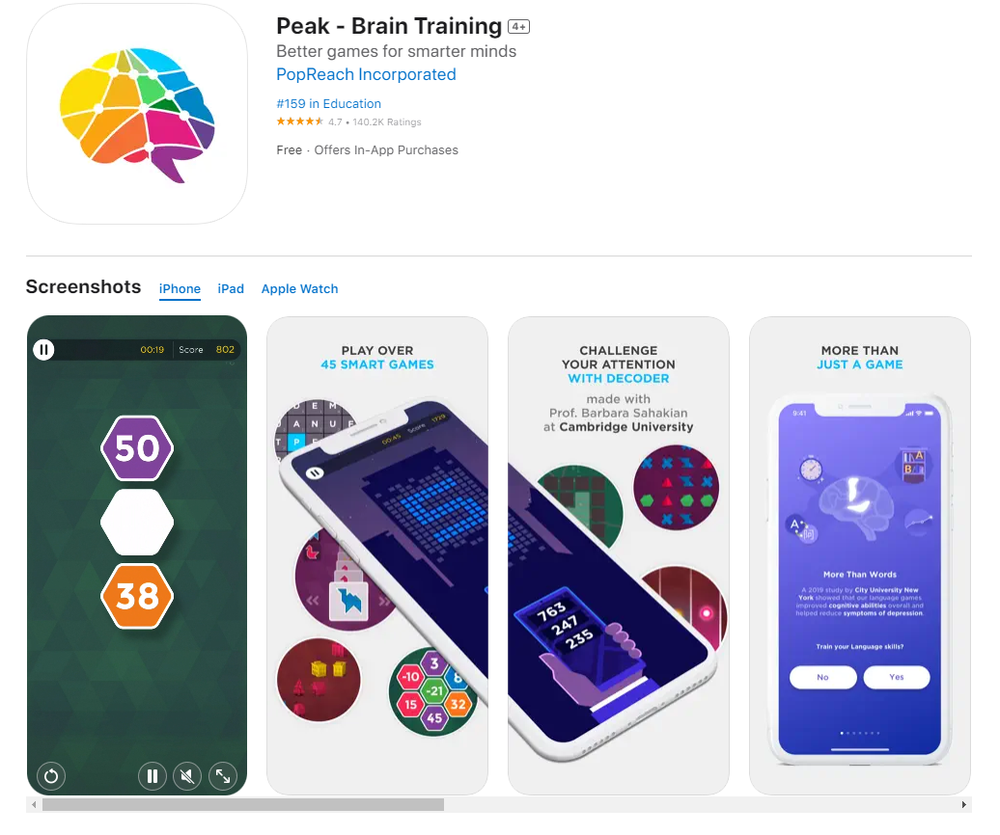 Peak - Brain Training 4+
Better games for smarter minds
PopReach Incorporated
#159 in Education
4.7 • 140.2K Ratings
Free · Offers In-App Purchases
Screenshots iPhone iPad Apple Watch
00:19 Score 802
50
38
PLAY OVER
45 SMART GAMES
E M
A N U E
T P
00:45 Score 1729
3
-10 8
-21
15 32
45
CHALLENGE
YOUR ATTENTION
WITH DECODER
made with
Prof. Barbara Sahakian
at Cambridge University
763
247
235
MORE THAN
JUST A GAME
9:41
A
B
A
More Than Words
A 2019 study by City University New
York showed that our language games
improved cognitive abilities overall and
helped reduce symptoms of depression.
Train your Language skills?
No Yes